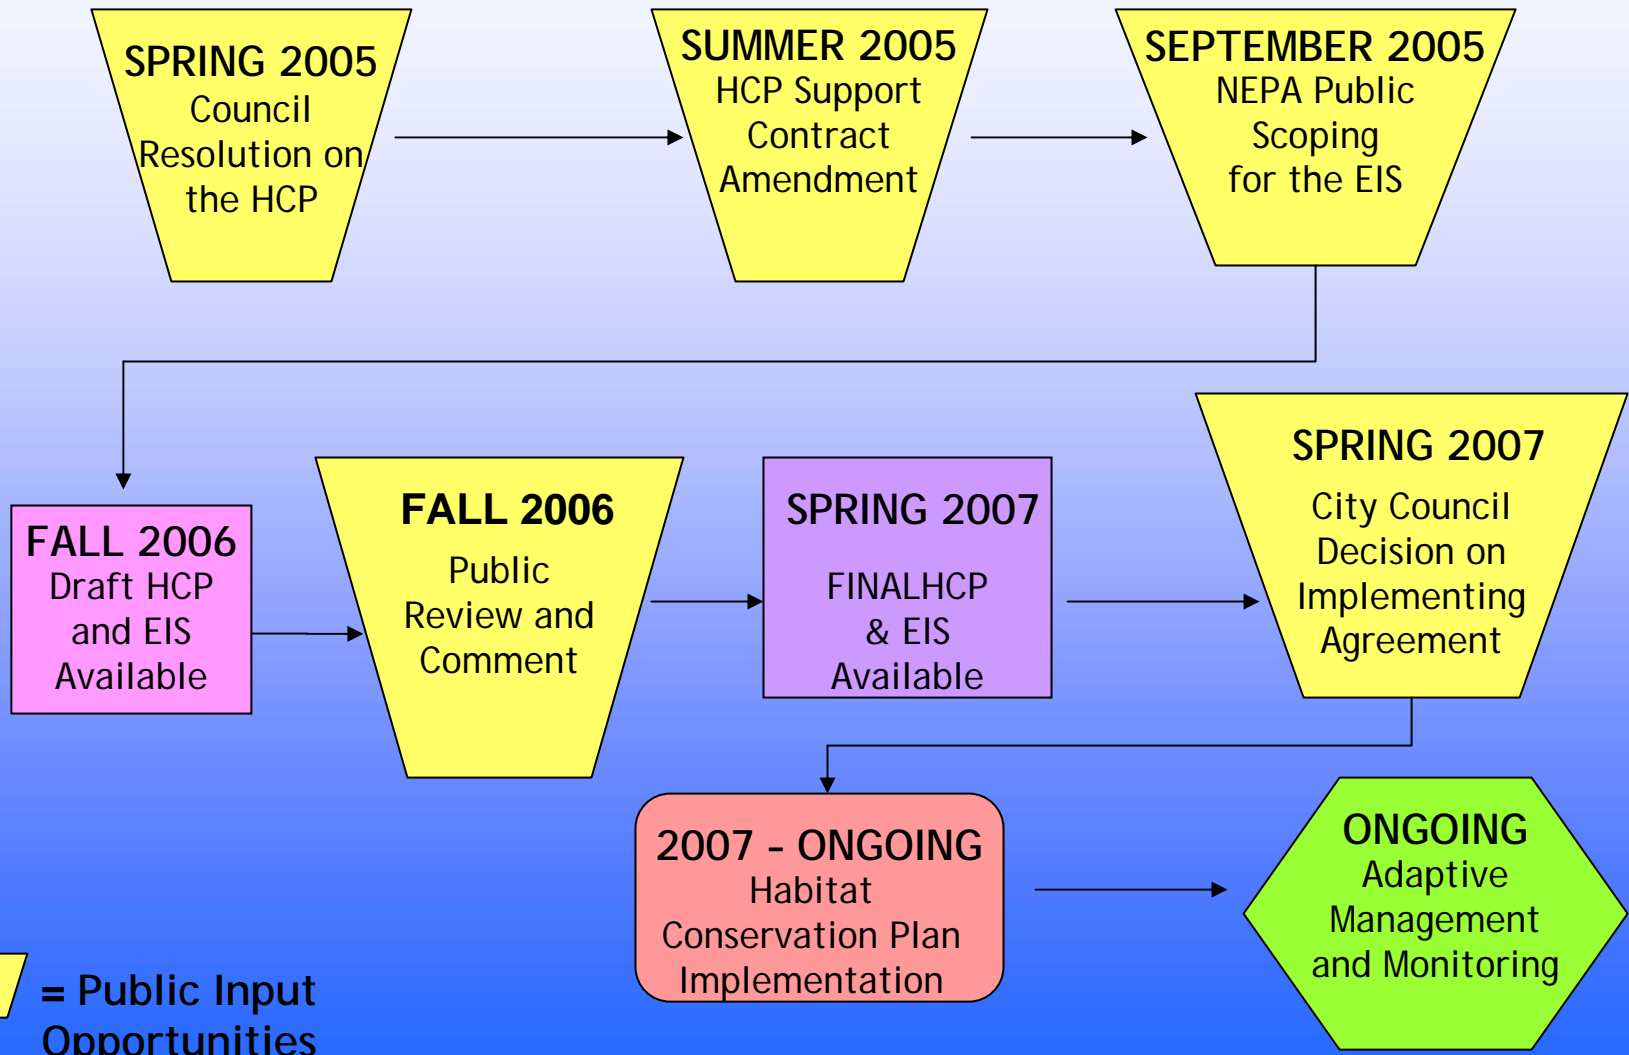 SPRING 2005
Council
Resolution on
the HCP
SUMMER 2005
HCP Support
Contract
Amendment
SEPTEMBER 2005
NEPA Public
Scoping
for the EIS
FALL 2006
Draft HCP
and EIS
Available
FALL 2006
Public
Review and
Comment
SPRING 2007
FINALHCP
& EIS
Available
SPRING 2007
City Council
Decision on
Implementing
Agreement
2007 - ONGOING
Habitat
Conservation Plan
Implementation
ONGOING
Adaptive
Management
and Monitoring
= Public Input
Opportunities